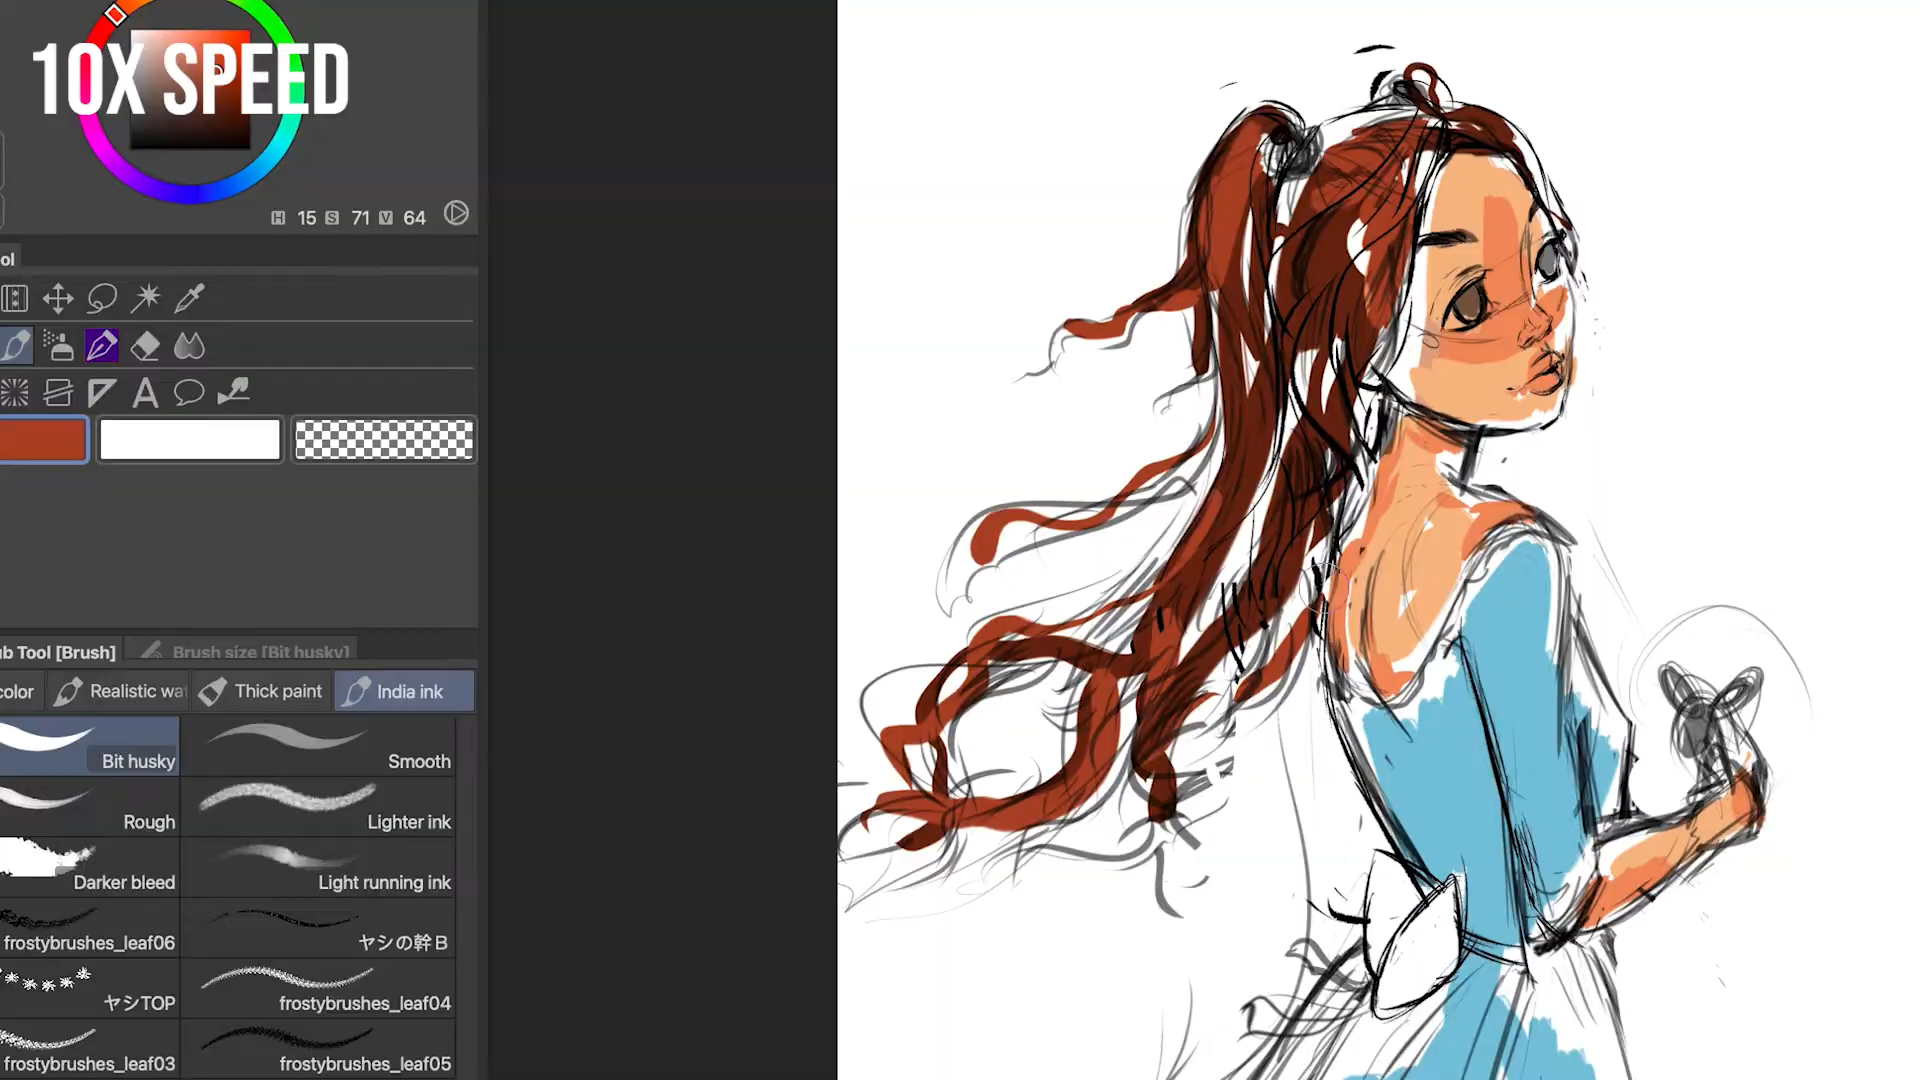 10X SPEED
H 15 S 71 V 64
ol
ub Tool [Brush]
Brush size [Bit husky]
color
Realistic wat
Thick paint
India ink
Bit husky
Smooth
Rough
Lighter ink
Darker bleed
Light running ink
frostybrushes_leaf06
ヤシの幹B
ヤシTOP
frostybrushes_leaf04
frostybrushes_leaf03
frostybrushes_leaf05